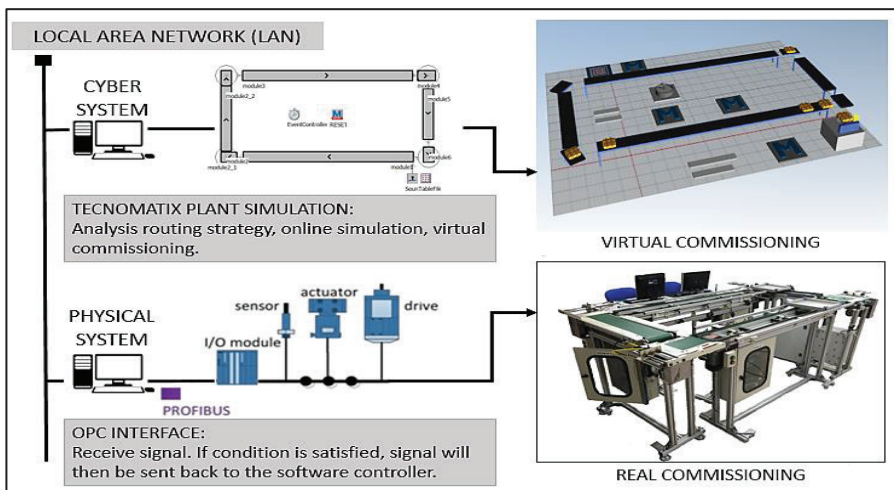 LOCAL AREA NETWORK (LAN)
CYBER
SYSTEM
module3
module4
module2_2
module5
EventController
RESET
module2_1
module6
SourTableFile
TECNOMATIX PLANT SIMULATION:
Analysis routing strategy, online simulation, virtual
commissioning.
VIRTUAL COMMISSIONING
PHYSICAL
SYSTEM
sensor
actuator
drive
I/O module
PROFIBUS
OPC INTERFACE:
Receive signal. If condition is satisfied, signal will
then be sent back to the software controller.
REAL COMMISSIONING